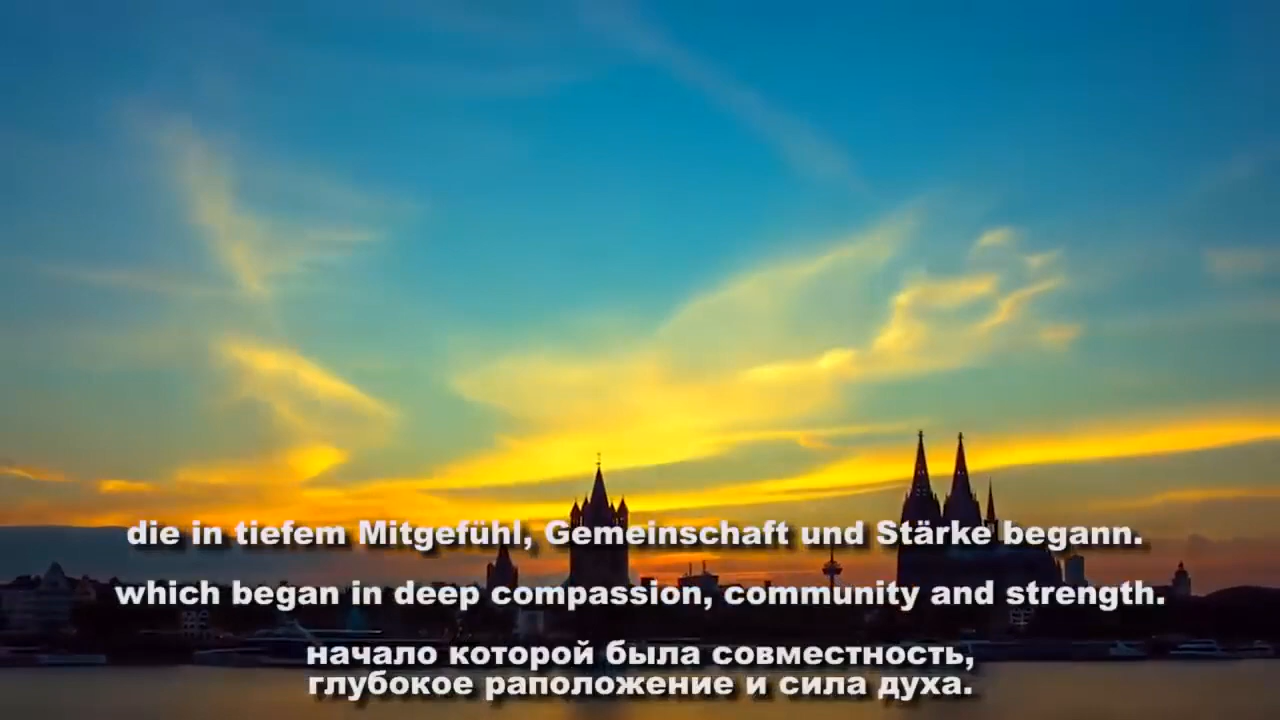 die in tiefem Mitgefühl, Gemeinschaft und Stärke begann.
which began in deep compassion, community and strength.
начало которой была совместность,
глубокое раположение и сила духа.